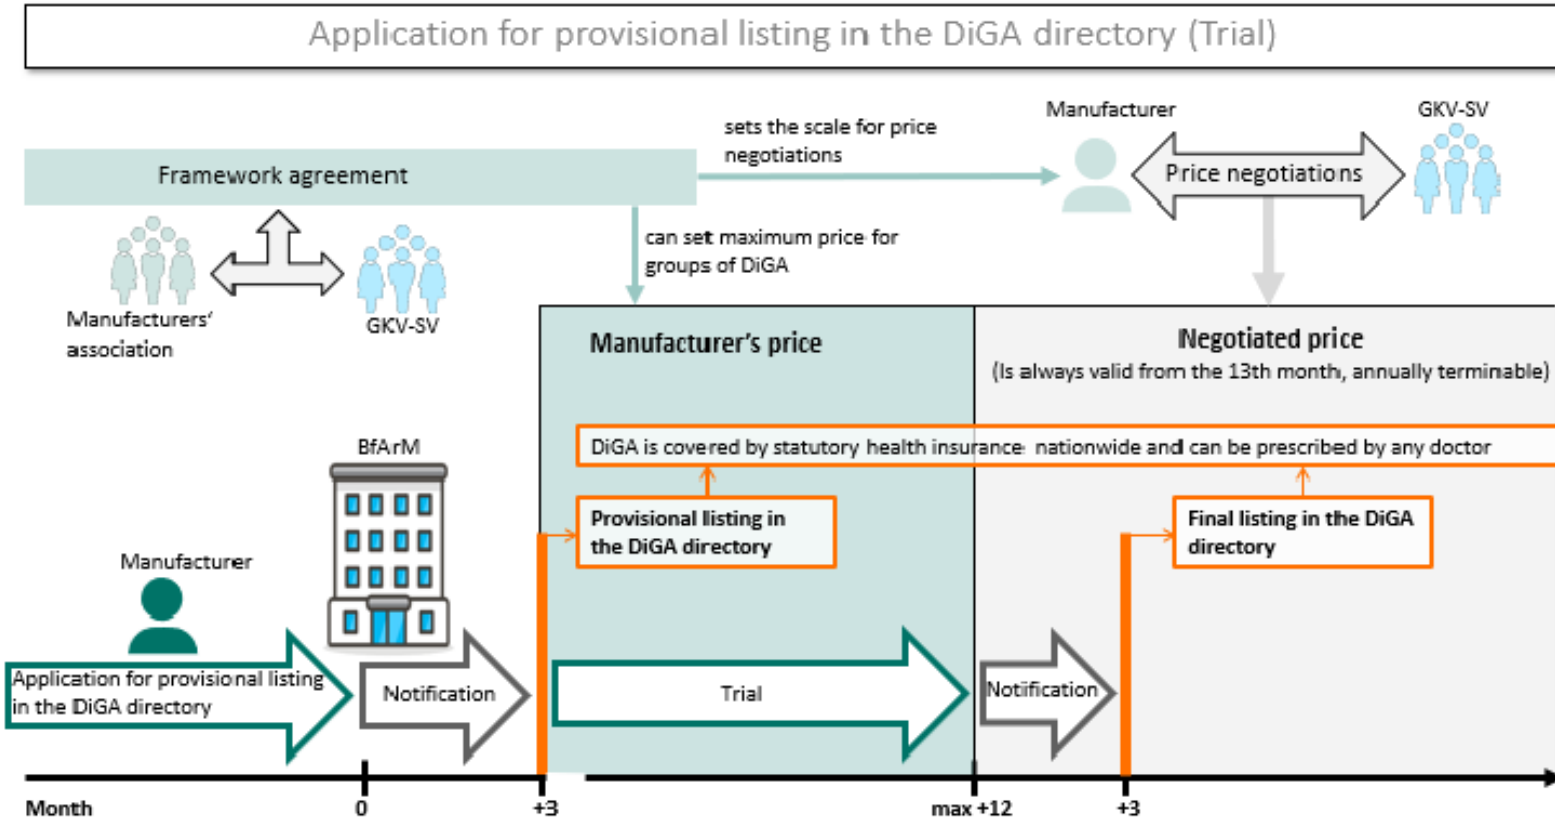 Application for provisional listing in the DiGA directory (Trial)
Manufacturer
GKV-SV
sets the scale for price
negotiations
Framework agreement
Price negotiations
can set maximum price for
groups of DiGA
Manufacturers'
association
GKV-SV
Manufacturer's price
Negotiated price
(Is always valid from the 13th month, annually terminable)
BfArM
DiGA is covered by statutory health insurance nationwide and can be prescribed by any doctor
Provisional listing in
the DiGA directory
Final listing in the DiGA
directory
Manufacturer
Application for provisional listing
in the DiGA directory
Notification
Trial
Notification
Month
0
+3
max +12
+3